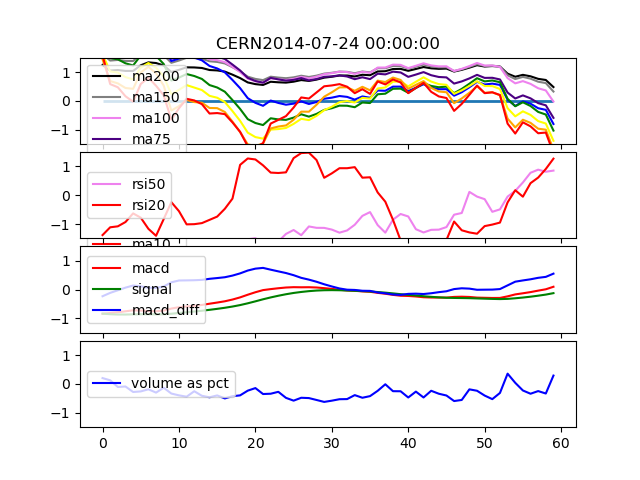 CERN2014-07-24 00:00:00
1
0
−1
ma200
ma150
ma100
ma75
1
0
−1
rsi50
rsi20
ma10
1
0
−1
macd
signal
macd_diff
1
0
−1
volume as pct
0 10 20 30 40 50 60